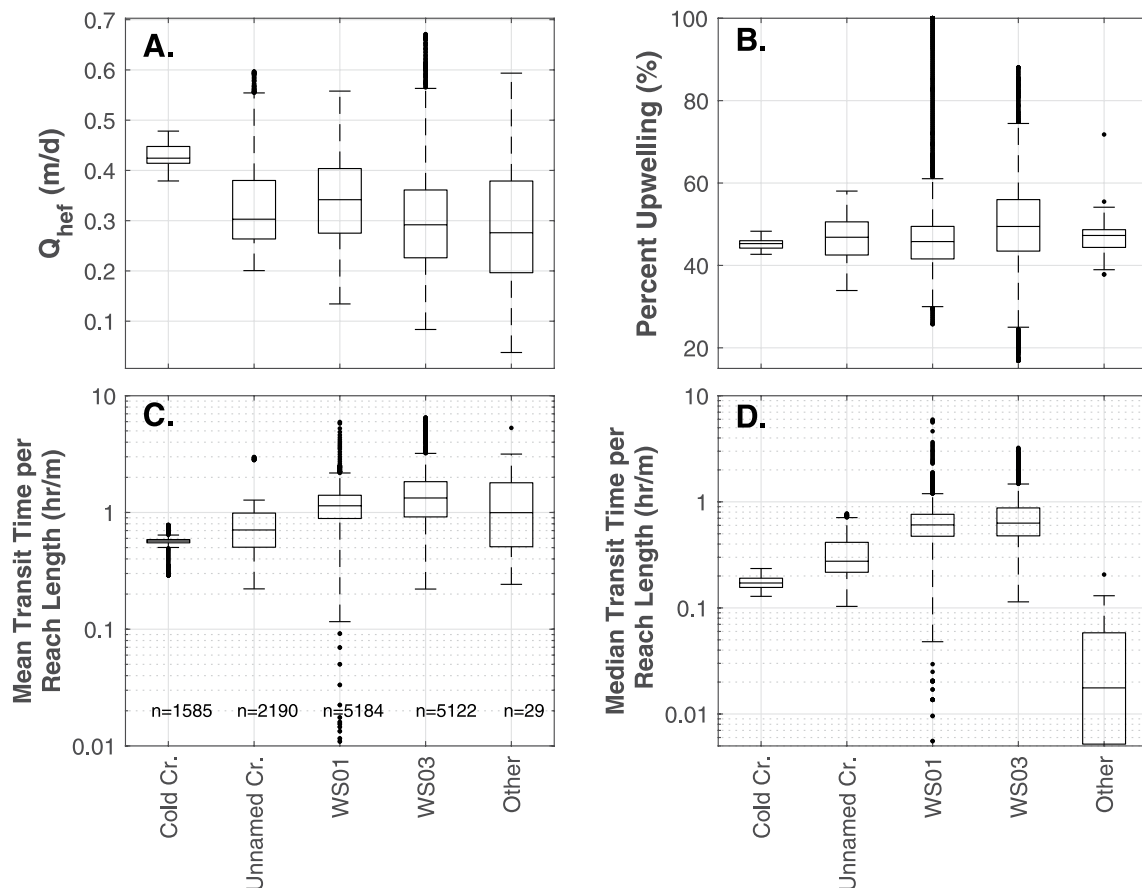 A.
0.7
0.6
0.5
0.4
0.3
0.2
0.1
Q_hef (m/d)
B.
100
80
60
40
20
Percent Upwelling (%)
C.
10
1
0.1
0.01
Mean Transit Time per
Reach Length (hr/m)
n=1585 n=2190 n=5184 n=5122 n=29
Cold Cr.
Unnamed Cr.
WS01
WS03
Other
D.
10
1
0.1
0.01
Median Transit Time per
Reach Length (hr/m)
Cold Cr.
Unnamed Cr.
WS01
WS03
Other